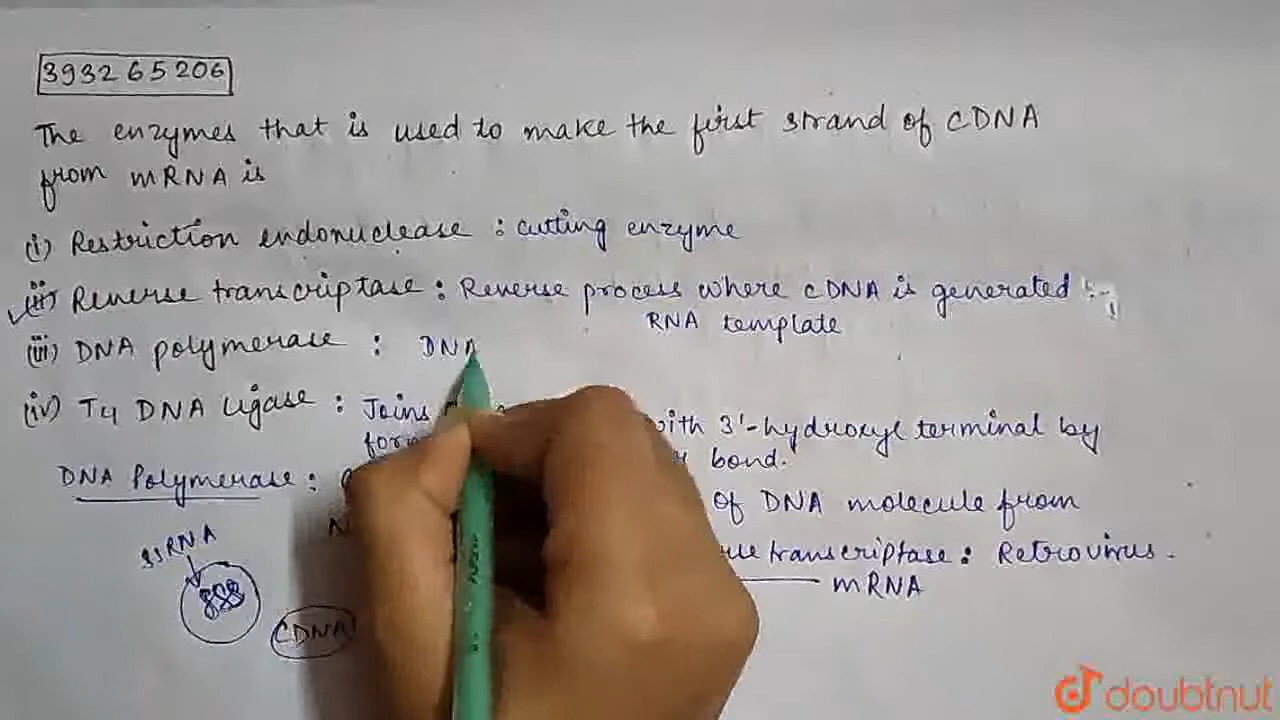 393265206
The enzymes that is used to make the first strand of CDNA
from mRNA is
(i) Restriction endonuclease : cutting enzyme
(ii) Reverse transcriptase : Reverse process where cDNA is generated :-
RNA template
(iii) DNA polymerase : DNA
(iv) T4 DNA ligase : Joins with 3'-hydroxyl terminal by
bond.
DNA Polymerase : of DNA molecule from
ssRNA
transcriptase : Retrovirus.
mRNA
CDNA
doubtnut